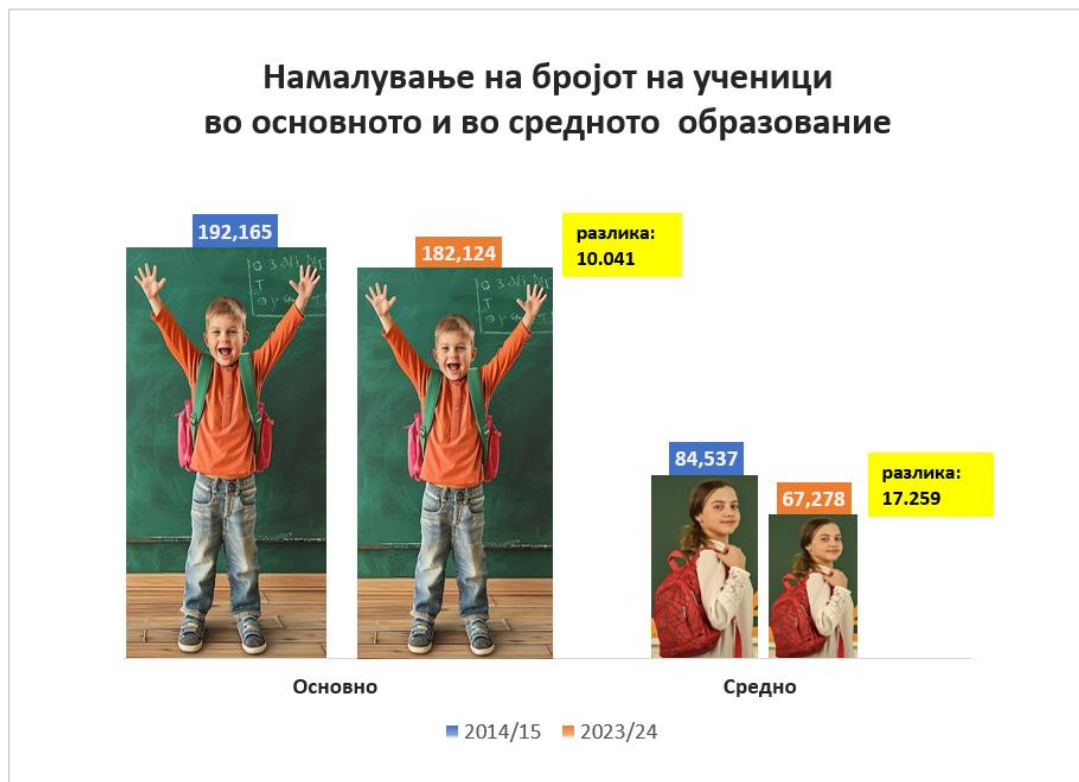 Намалување на бројот на ученици
во основното и во средното образование
192,165
182,124
разлика:
10.041
84,537
67,278
разлика:
17.259
Основно
Средно
2014/15
2023/24